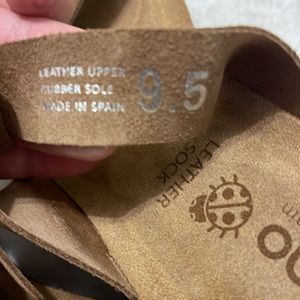 LEATHER UPPER
RUBBER SOLE
MADE IN SPAIN
9.5
LEATHER
SOCK